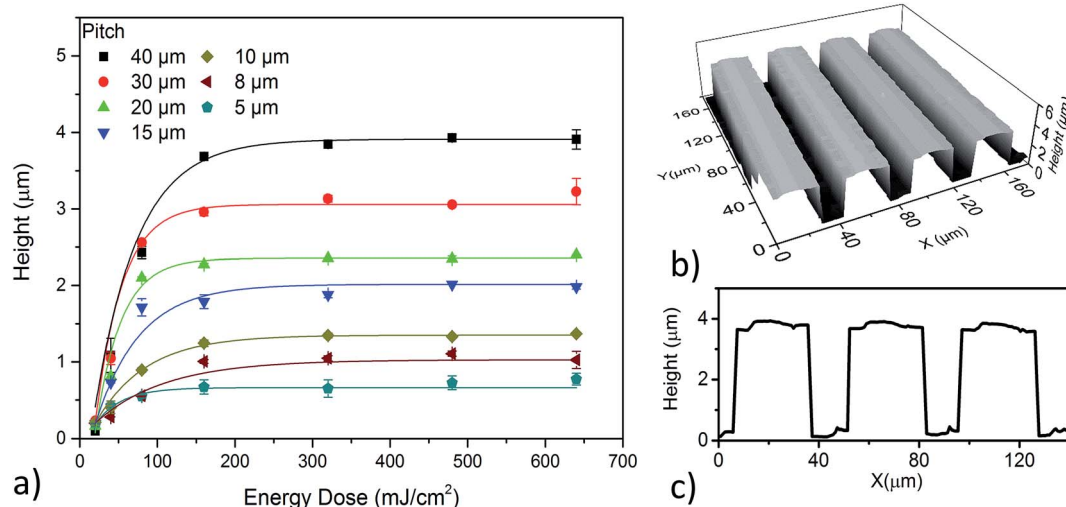 Pitch
40 μm
30 μm
20 μm
15 μm
10 μm
8 μm
5 μm
Height (μm)
5
4
3
2
1
0
0 100 200 300 400 500 600 700
Energy Dose (mJ/cm²)
a)
160
120
80
40
0
Y(μm)
0
40
80
120
160
X (μm)
6
4
2
0
Height (μm)
b)
Height (μm)
6
4
2
0
0 40 80 120
X(μm)
c)